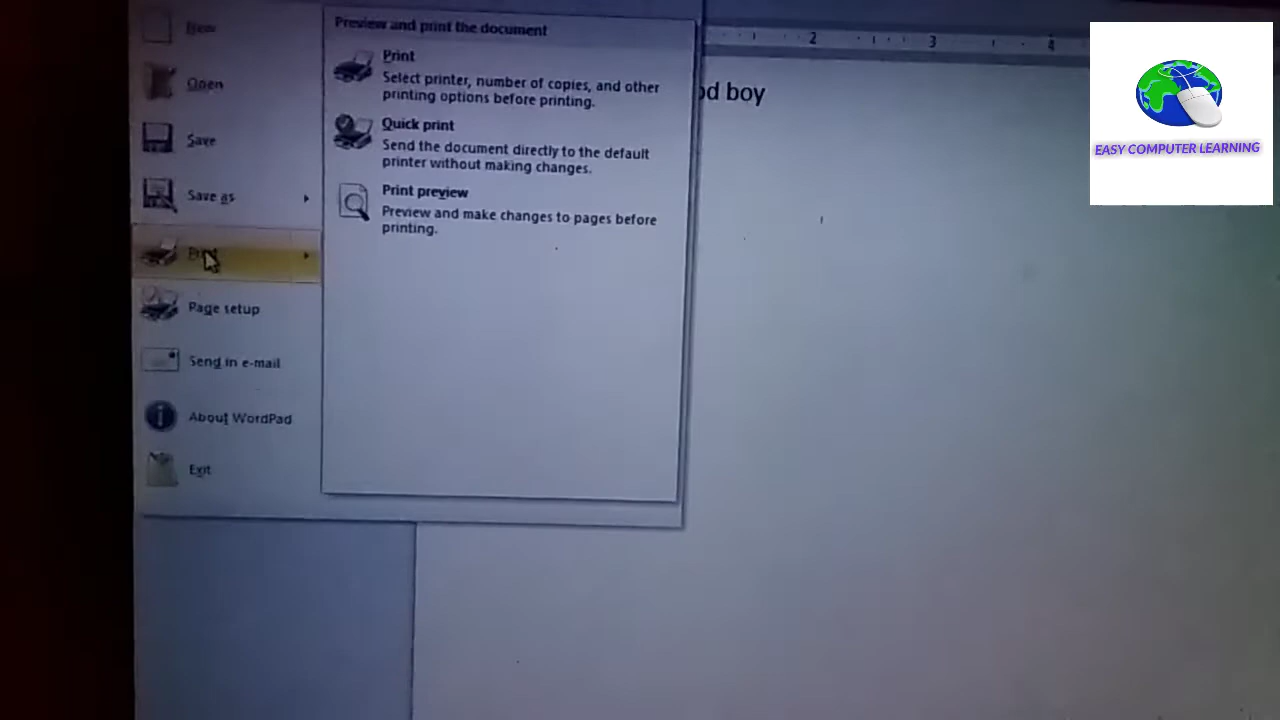 New
Open
Save
Save as
Print
Page setup
Send in e-mail
About WordPad
Exit
Preview and print the document
Print
Select printer, number of copies, and other
printing options before printing.
Quick print
Send the document directly to the default
printer without making changes.
Print preview
Preview and make changes to pages before
printing.
2 3 4
od boy
EASY COMPUTER LEARNING